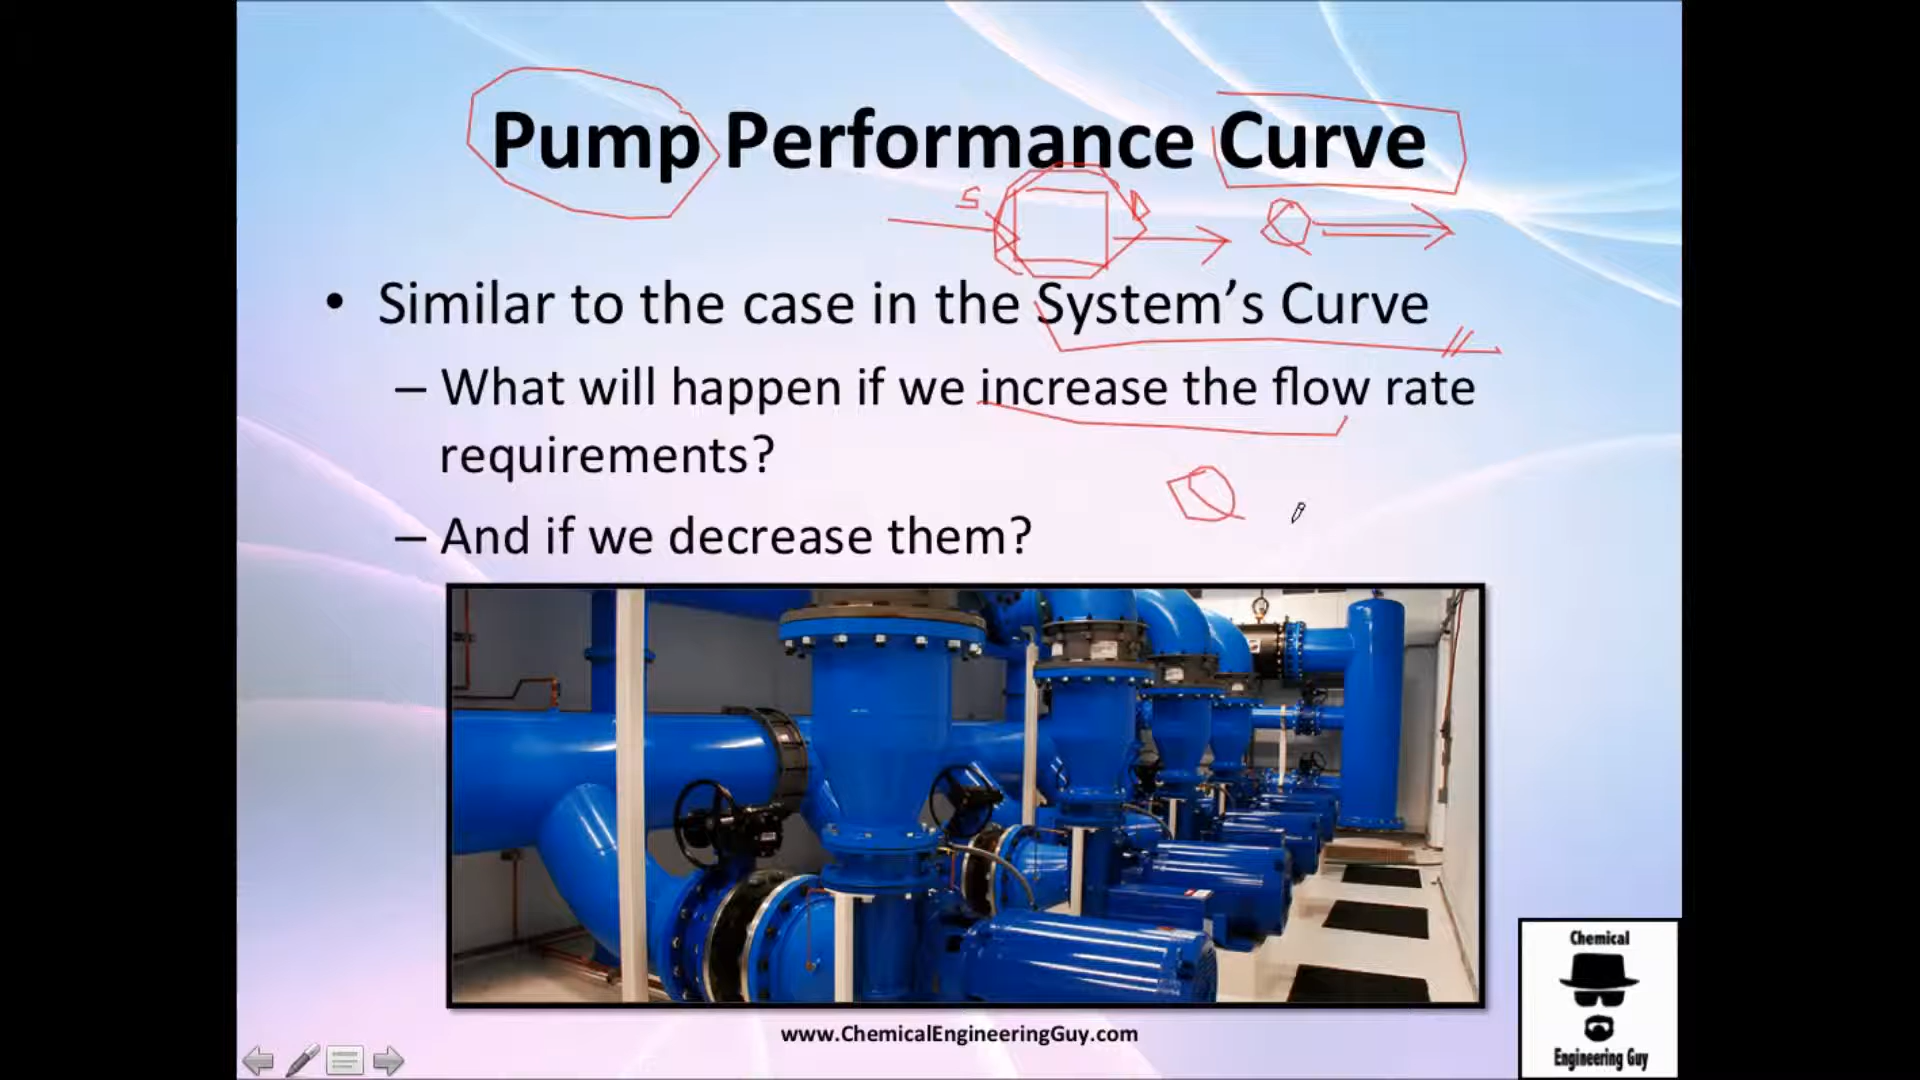 Pump Performance Curve
S
D
Q
• Similar to the case in the System’s Curve
– What will happen if we increase the flow rate
requirements?
Q
– And if we decrease them?
www.ChemicalEngineeringGuy.com
Chemical
Engineering Guy